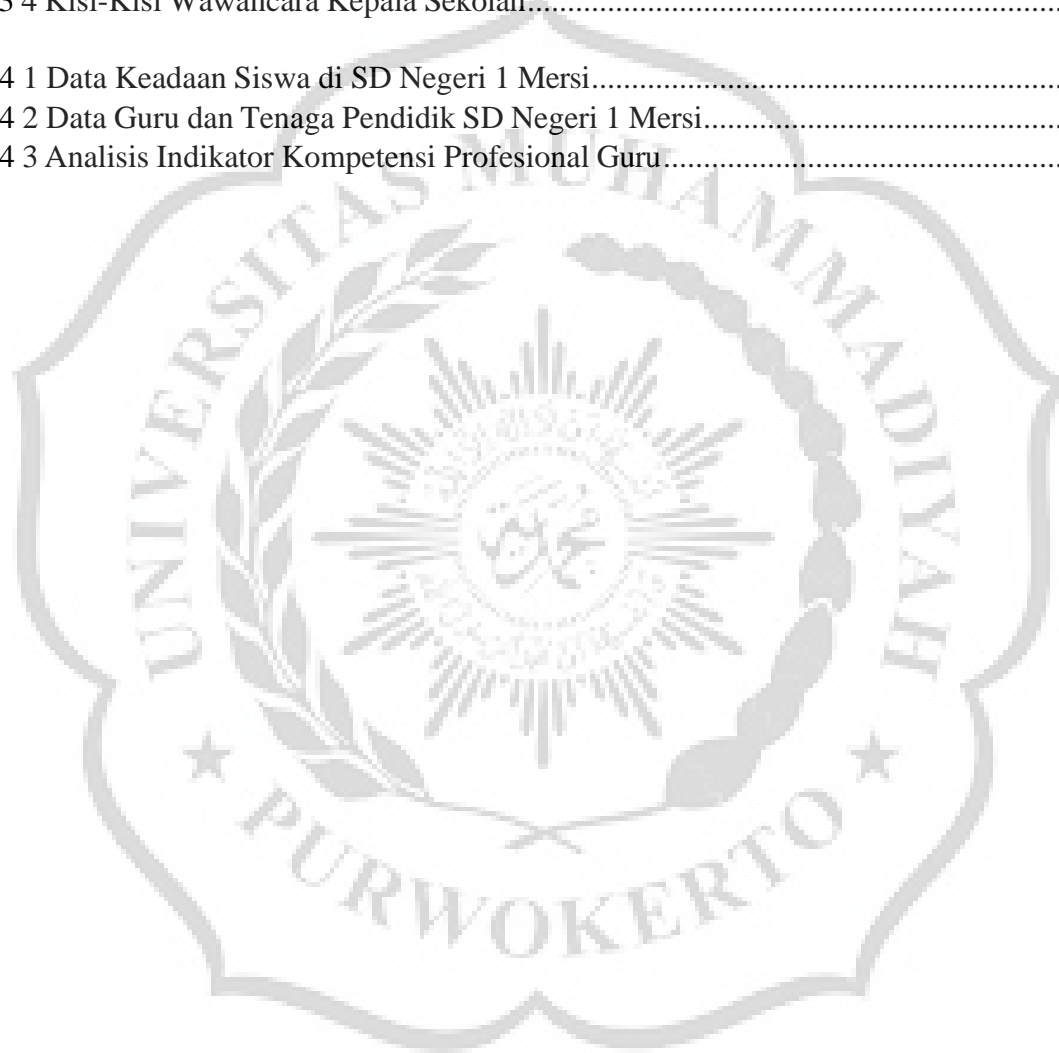 3 4 Kisi-Kisi Wawancara Kepala Sekolah
4 1 Data Keadaan Siswa di SD Negeri 1 Mersi
4 2 Data Guru dan Tenaga Pendidik SD Negeri 1 Mersi
4 3 Analisis Indikator Kompetensi Profesional Guru
UNIVERSITAS MUHAMMADIYAH
PURWOKERTO